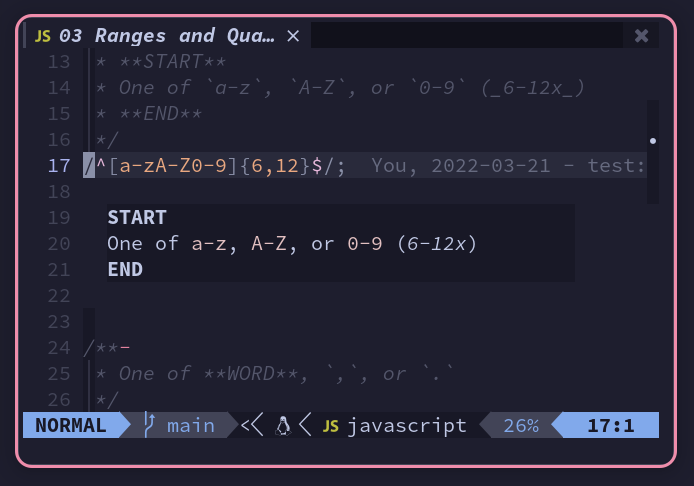 JS 03 Ranges and Qua… ×
13 * **START**
14 * One of `a-z`, `A-Z`, or `0-9` (_6-12x_)
15 * **END**
16 */
17 /^[a-zA-Z0-9]{6,12}$/; You, 2022-03-21 - test:
18
19 START
20 One of a-z, A-Z, or 0-9 (6-12x)
21 END
22
23
24 /**-
25 * One of **WORD**, `,`, or `.`
26 */
NORMAL main JS javascript 26% 17:1